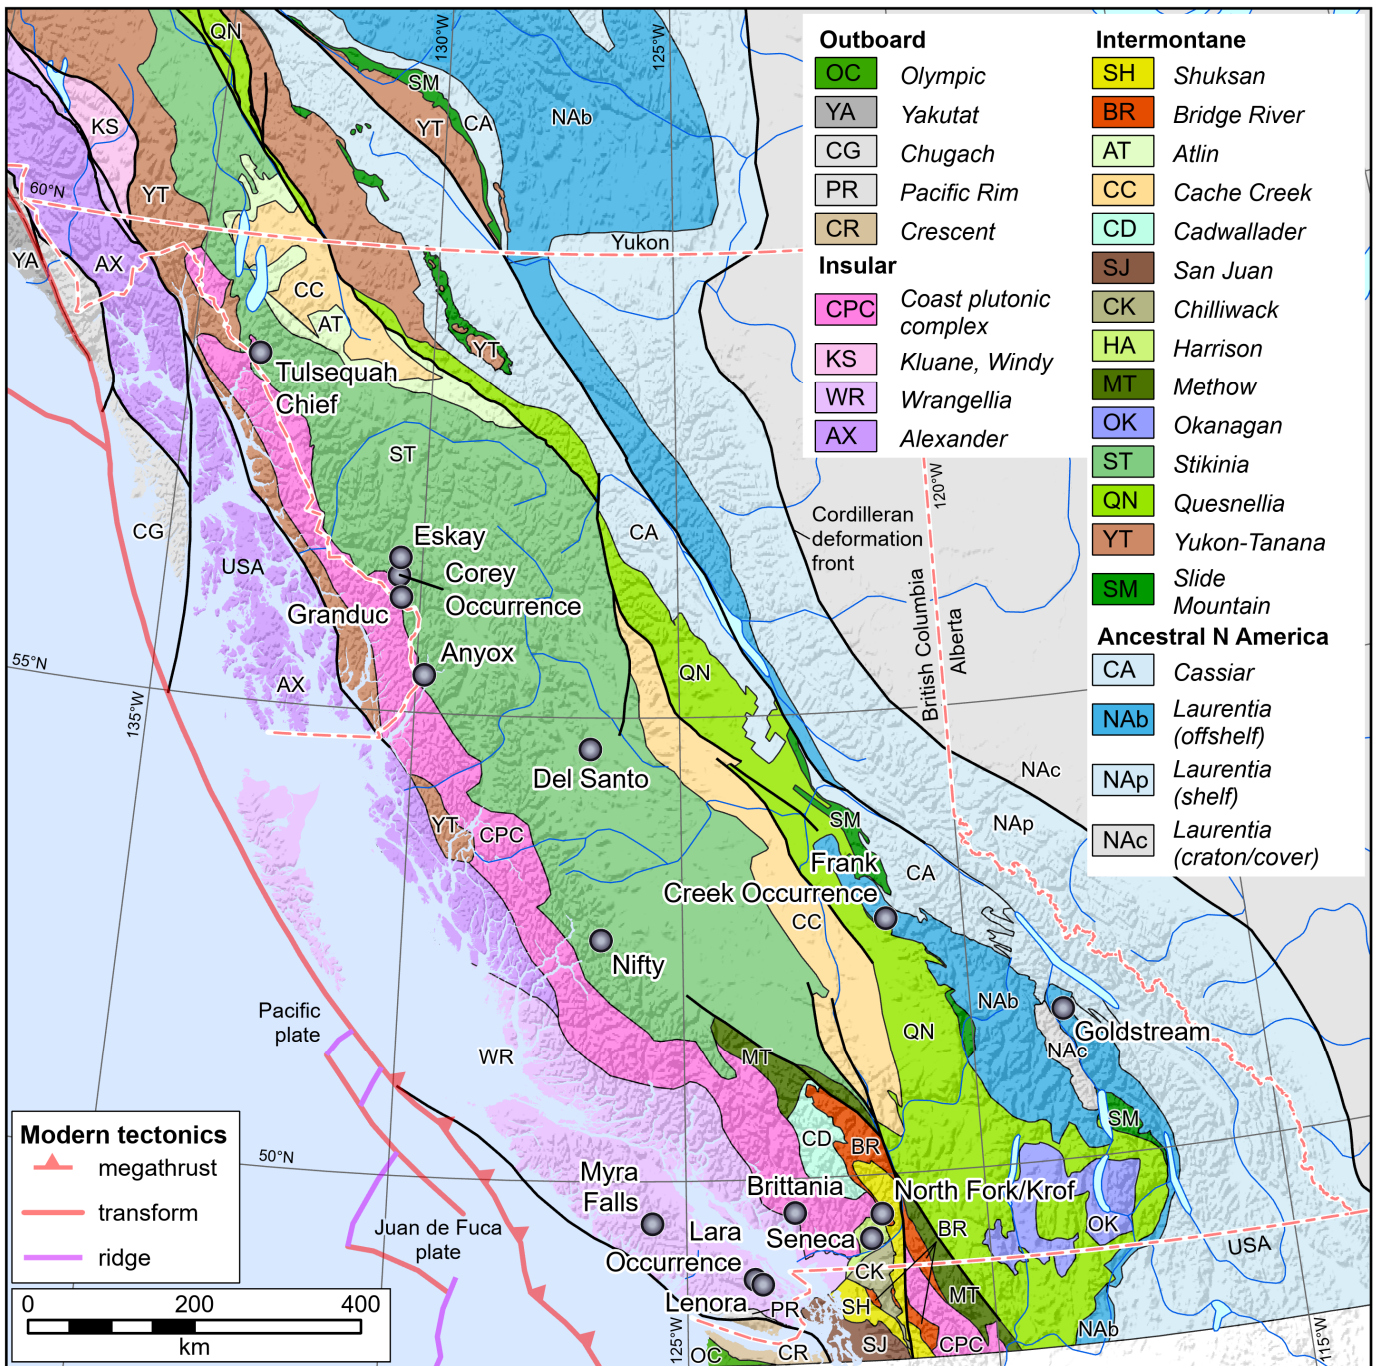 QN
130°W
125°W
SM
YT
CA
NAb
KS
YT
60°N
Yukon
YA
AX
CC
AT
YT
Tulsequah
Chief
ST
CG
USA
CA
Cordilleran
deformation
front
120°W
Eskay
Corey
Occurrence
Granduc
British Columbia
Alberta
Anyox
55°N
AX
QN
135°W
Del Santo
NAc
NAp
YT
CPC
SM
Frank
Creek Occurrence
CA
CC
Nifty
NAb
Goldstream
QN
NAc
Pacific
plate
WR
MT
SM
CD
BR
50°N
Myra
Falls
Brittania
North Fork/Krof
Juan de Fuca
plate
Lara
Occurrence
Seneca
BR
OK
USA
CK
Lenora
PR
SH
MT
NAb
125°W
OC
CR
SJ
CPC
115°W
Outboard
OC Olympic
YA Yakutat
CG Chugach
PR Pacific Rim
CR Crescent
Insular
CPC Coast plutonic
complex
KS Kluane, Windy
WR Wrangellia
AX Alexander
Intermontane
SH Shuksan
BR Bridge River
AT Atlin
CC Cache Creek
CD Cadwallader
SJ San Juan
CK Chilliwack
HA Harrison
MT Methow
OK Okanagan
ST Stikinia
QN Quesnellia
YT Yukon-Tanana
SM Slide
Mountain
Ancestral N America
CA Cassiar
NAb Laurentia
(offshelf)
NAp Laurentia
(shelf)
NAc Laurentia
(craton/cover)
Modern tectonics
megathrust
transform
ridge
0 200 400
km